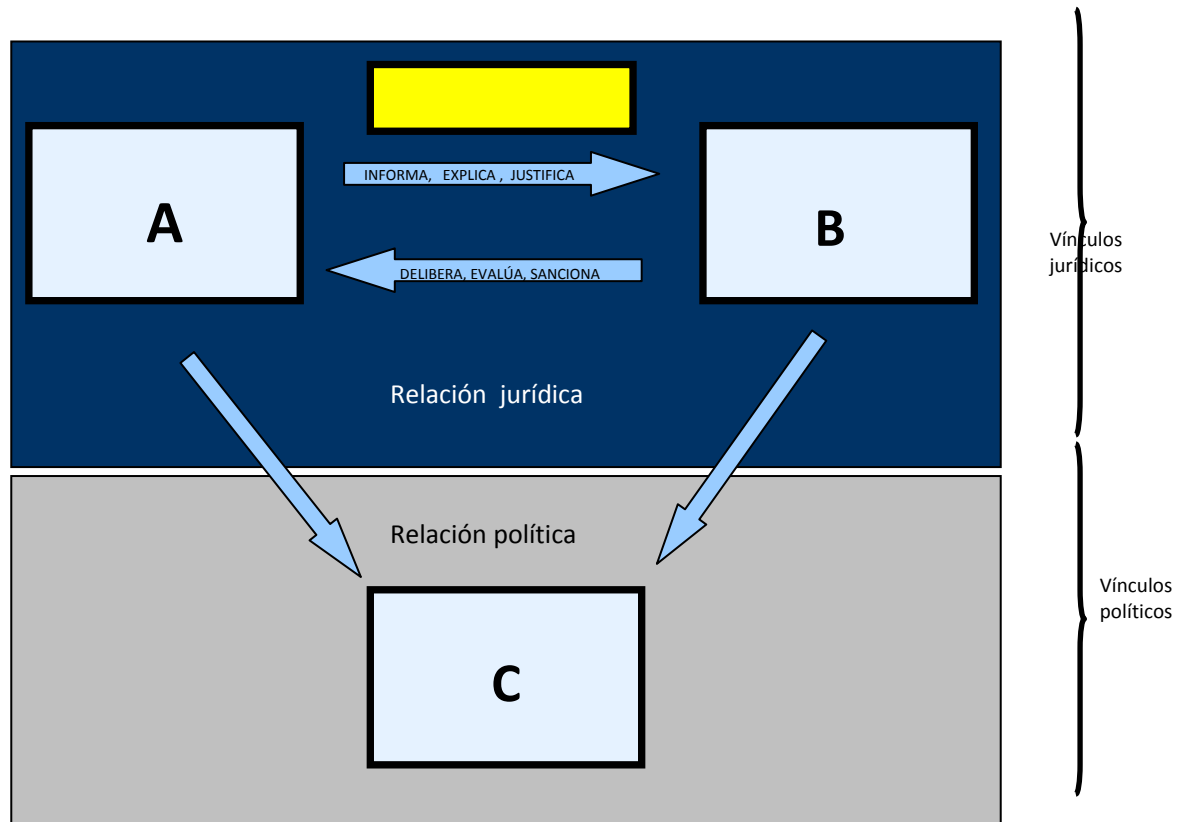 A
INFORMA, EXPLICA , JUSTIFICA
B
DELIBERA, EVALÚA, SANCIONA
Vínculos
jurídicos
Relación jurídica
Relación política
Vínculos
políticos
C